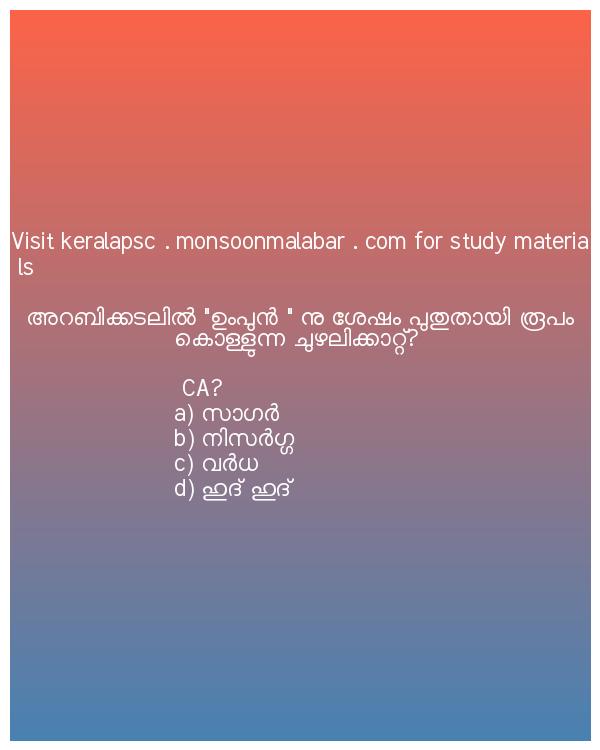 Visit keralapsc . monsoonmalabar . com for study materia
ls
അറബിക്കടലിൽ "ഉംപുൻ " നു ശേഷം പുതുതായി രൂപം
കൊള്ളുന്ന ചുഴലിക്കാറ്റ്?
CA?
a) സാഗർ
b) നിസർഗ്ഗ
c) വർധ
d) ഹുദ് ഹുദ്